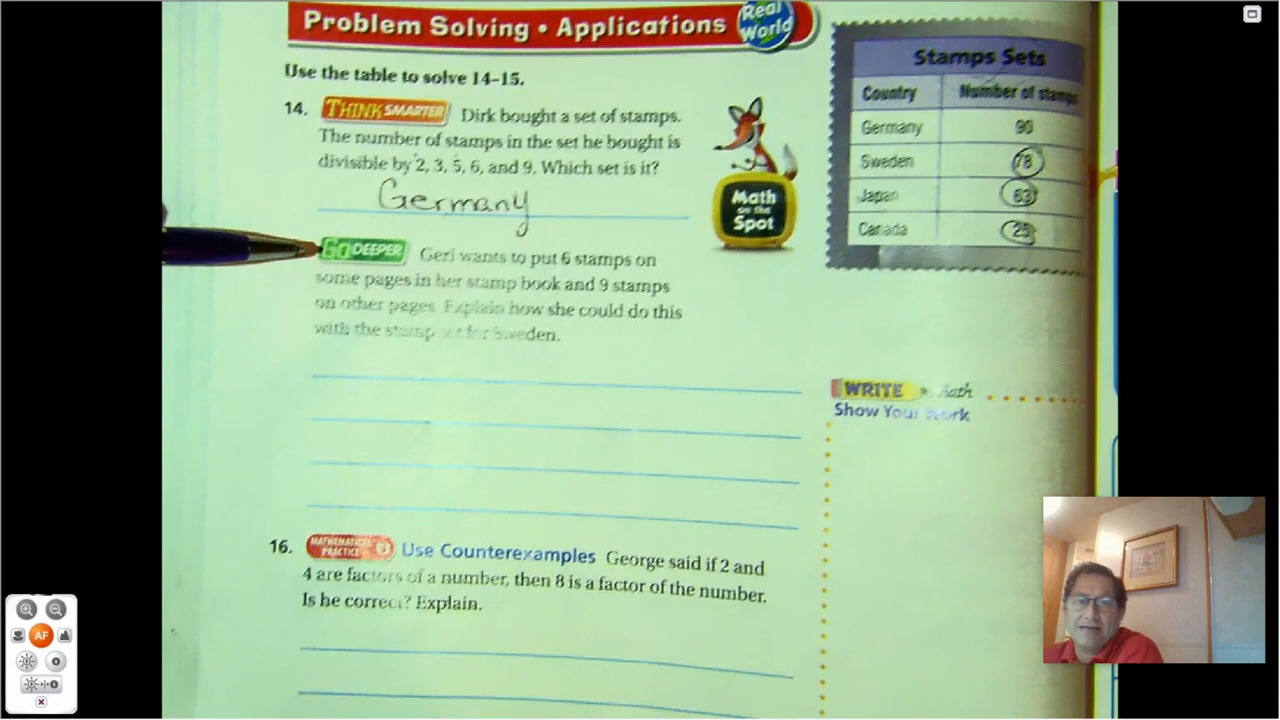 Problem Solving • Applications
Real World
Use the table to solve 14–15.
14. THINK SMARTER Dirk bought a set of stamps.
The number of stamps in the set he bought is
divisible by 2, 3, 5, 6, and 9. Which set is it?
Germany
Math
on the
Spot
Stamps Sets
Country Number of stamps
Germany 90
Sweden 78
Japan 63
Canada 25
GO DEEPER Geri wants to put 6 stamps on
some pages in her stamp book and 9 stamps
on other pages. Explain how she could do this
with the stamp set for Sweden.
WRITE Math
Show Your Work
16. MATHEMATICAL PRACTICE 3 Use Counterexamples George said if 2 and
4 are factors of a number, then 8 is a factor of the number.
Is he correct? Explain.
AF